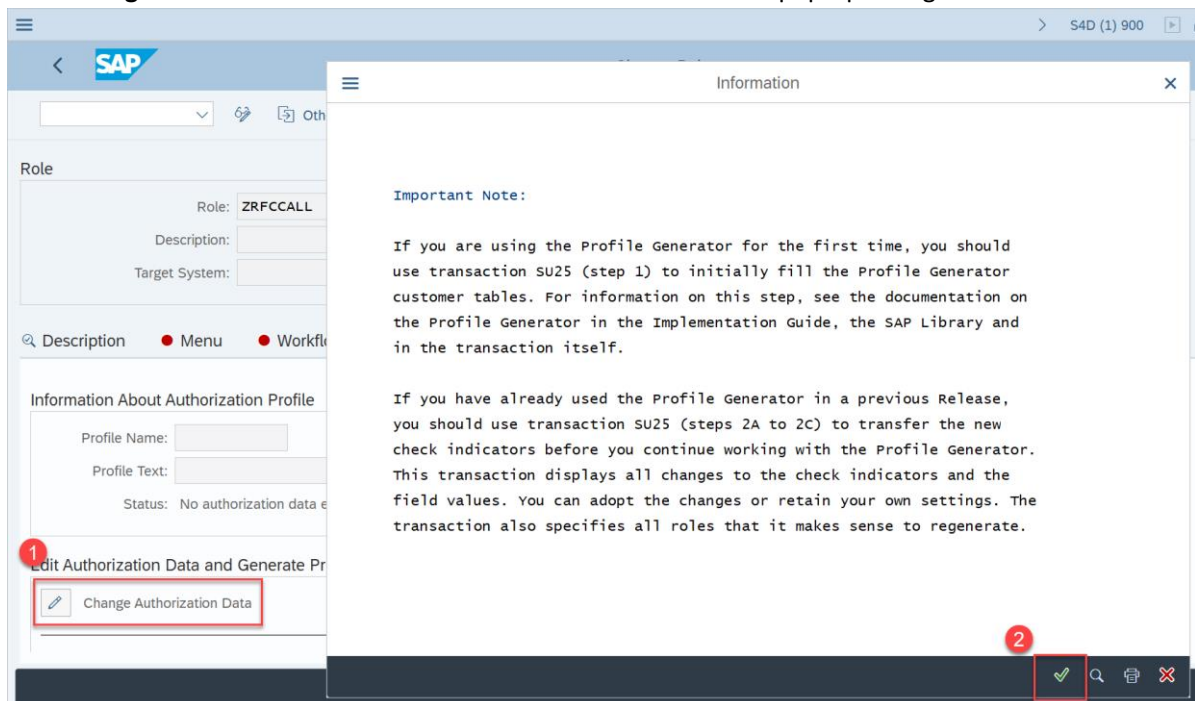 S4D (1) 900
SAP
Information
Oth
Role
Role: ZRFCCALL
Description:
Target System:
Important Note:
If you are using the Profile Generator for the first time, you should
use transaction SU25 (step 1) to initially fill the Profile Generator
customer tables. For information on this step, see the documentation on
the Profile Generator in the Implementation Guide, the SAP Library and
in the transaction itself.
If you have already used the Profile Generator in a previous Release,
you should use transaction SU25 (steps 2A to 2C) to transfer the new
check indicators before you continue working with the Profile Generator.
This transaction displays all changes to the check indicators and the
field values. You can adopt the changes or retain your own settings. The
transaction also specifies all roles that it makes sense to regenerate.
Description Menu Workfl
Information About Authorization Profile
Profile Name:
Profile Text:
Status: No authorization data e
1
Edit Authorization Data and Generate Pr
Change Authorization Data
2